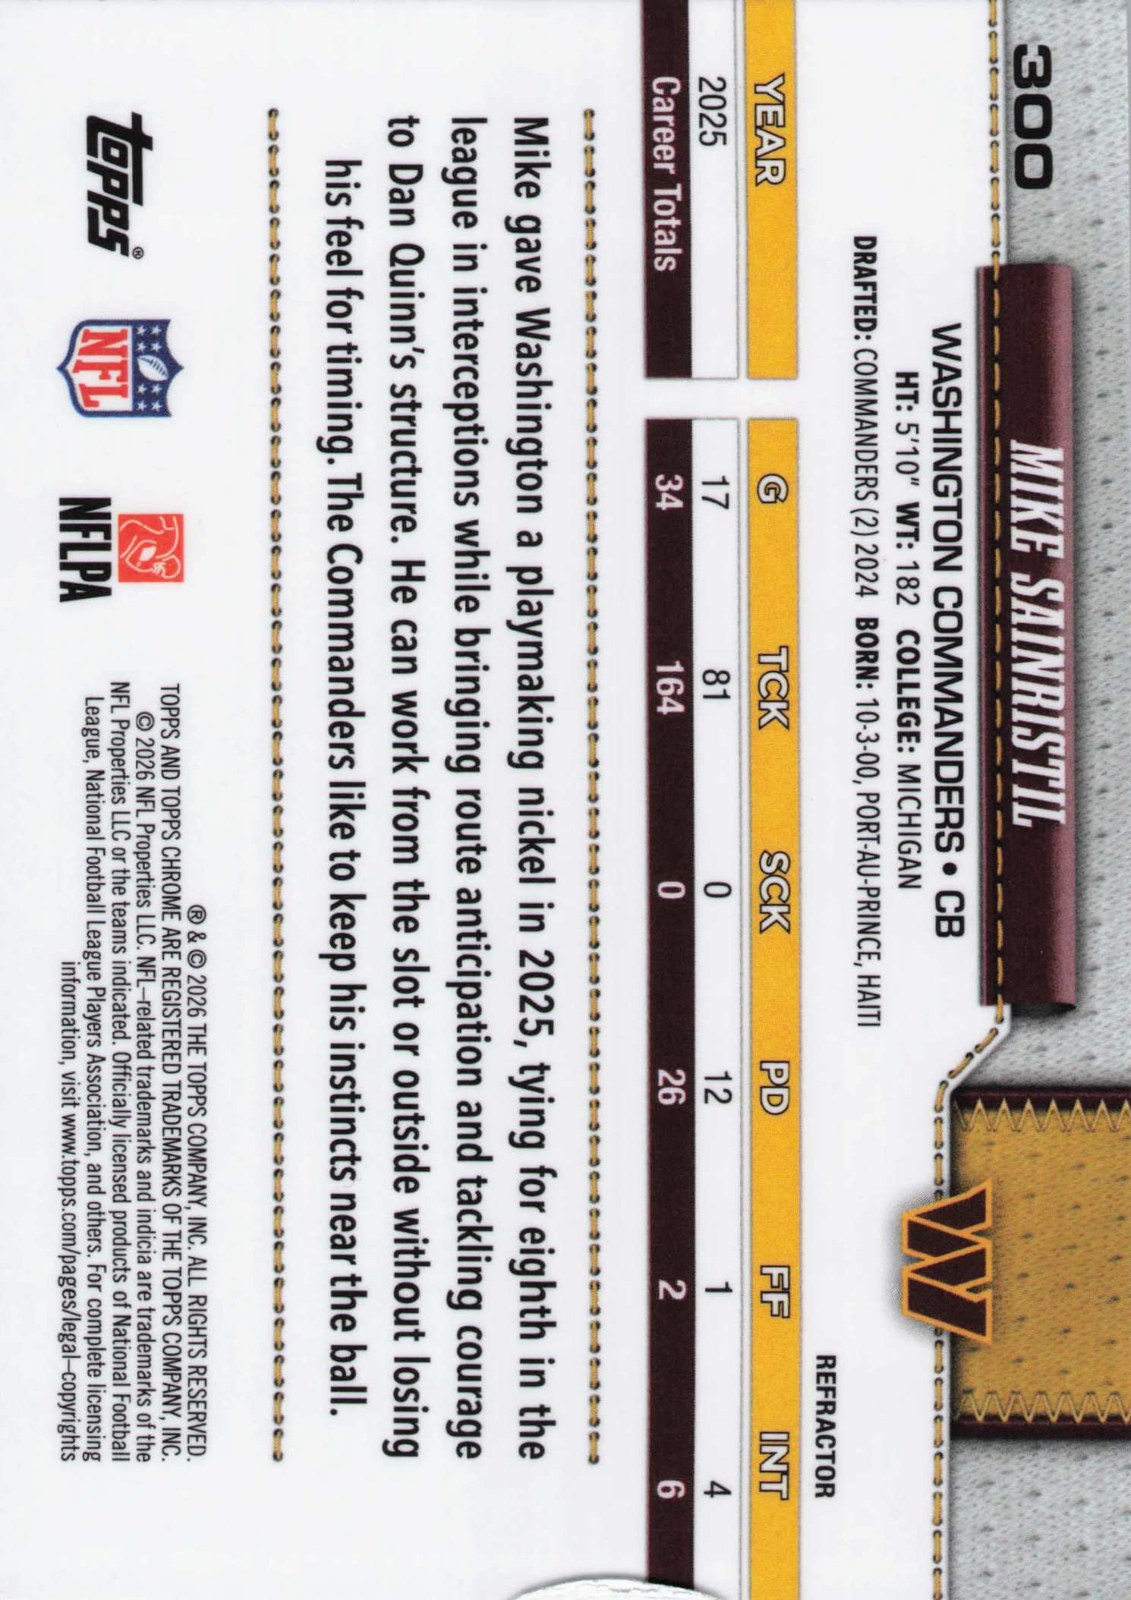 300
MIKE SAINRISTIL
WASHINGTON COMMANDERS • CB
HT: 5'10" WT: 182 COLLEGE: MICHIGAN
DRAFTED: COMMANDERS (2) 2024 BORN: 10-3-00, PORT-AU-PRINCE, HAITI
REFRACTOR
YEAR G TCK SCK PD FF INT
2025 17 81 0 12 1 4
Career Totals 34 164 0 26 2 6
Mike gave Washington a playmaking nickel in 2025, tying for eighth in the
league in interceptions while bringing route anticipation and tackling courage
to Dan Quinn's structure. He can work from the slot or outside without losing
his feel for timing. The Commanders like to keep his instincts near the ball.
topps®
NFL
NFLPA
® & © 2026 THE TOPPS COMPANY, INC. ALL RIGHTS RESERVED.
TOPPS AND TOPPS CHROME ARE REGISTERED TRADEMARKS OF THE TOPPS COMPANY, INC.
© 2026 NFL Properties LLC. NFL-related trademarks and indicia are trademarks of the
NFL Properties LLC or the teams indicated. Officially licensed products of National Football
League, National Football League Players Association, and others. For complete licensing
information, visit www.topps.com/pages/legal-copyrights
W